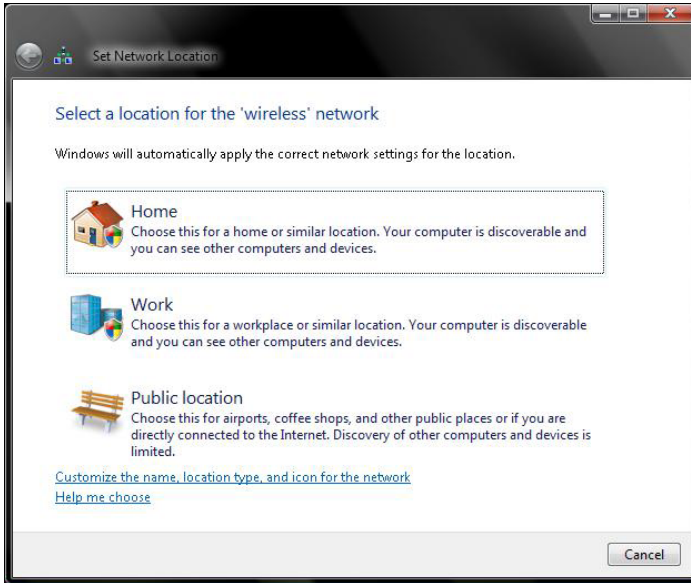 Set Network Location
Select a location for the 'wireless' network
Windows will automatically apply the correct network settings for the location.
Home
Choose this for a home or similar location. Your computer is discoverable and
you can see other computers and devices.
Work
Choose this for a workplace or similar location. Your computer is discoverable
and you can see other computers and devices.
Public location
Choose this for airports, coffee shops, and other public places or if you are
directly connected to the Internet. Discovery of other computers and devices is
limited.
Customize the name, location type, and icon for the network
Help me choose
Cancel